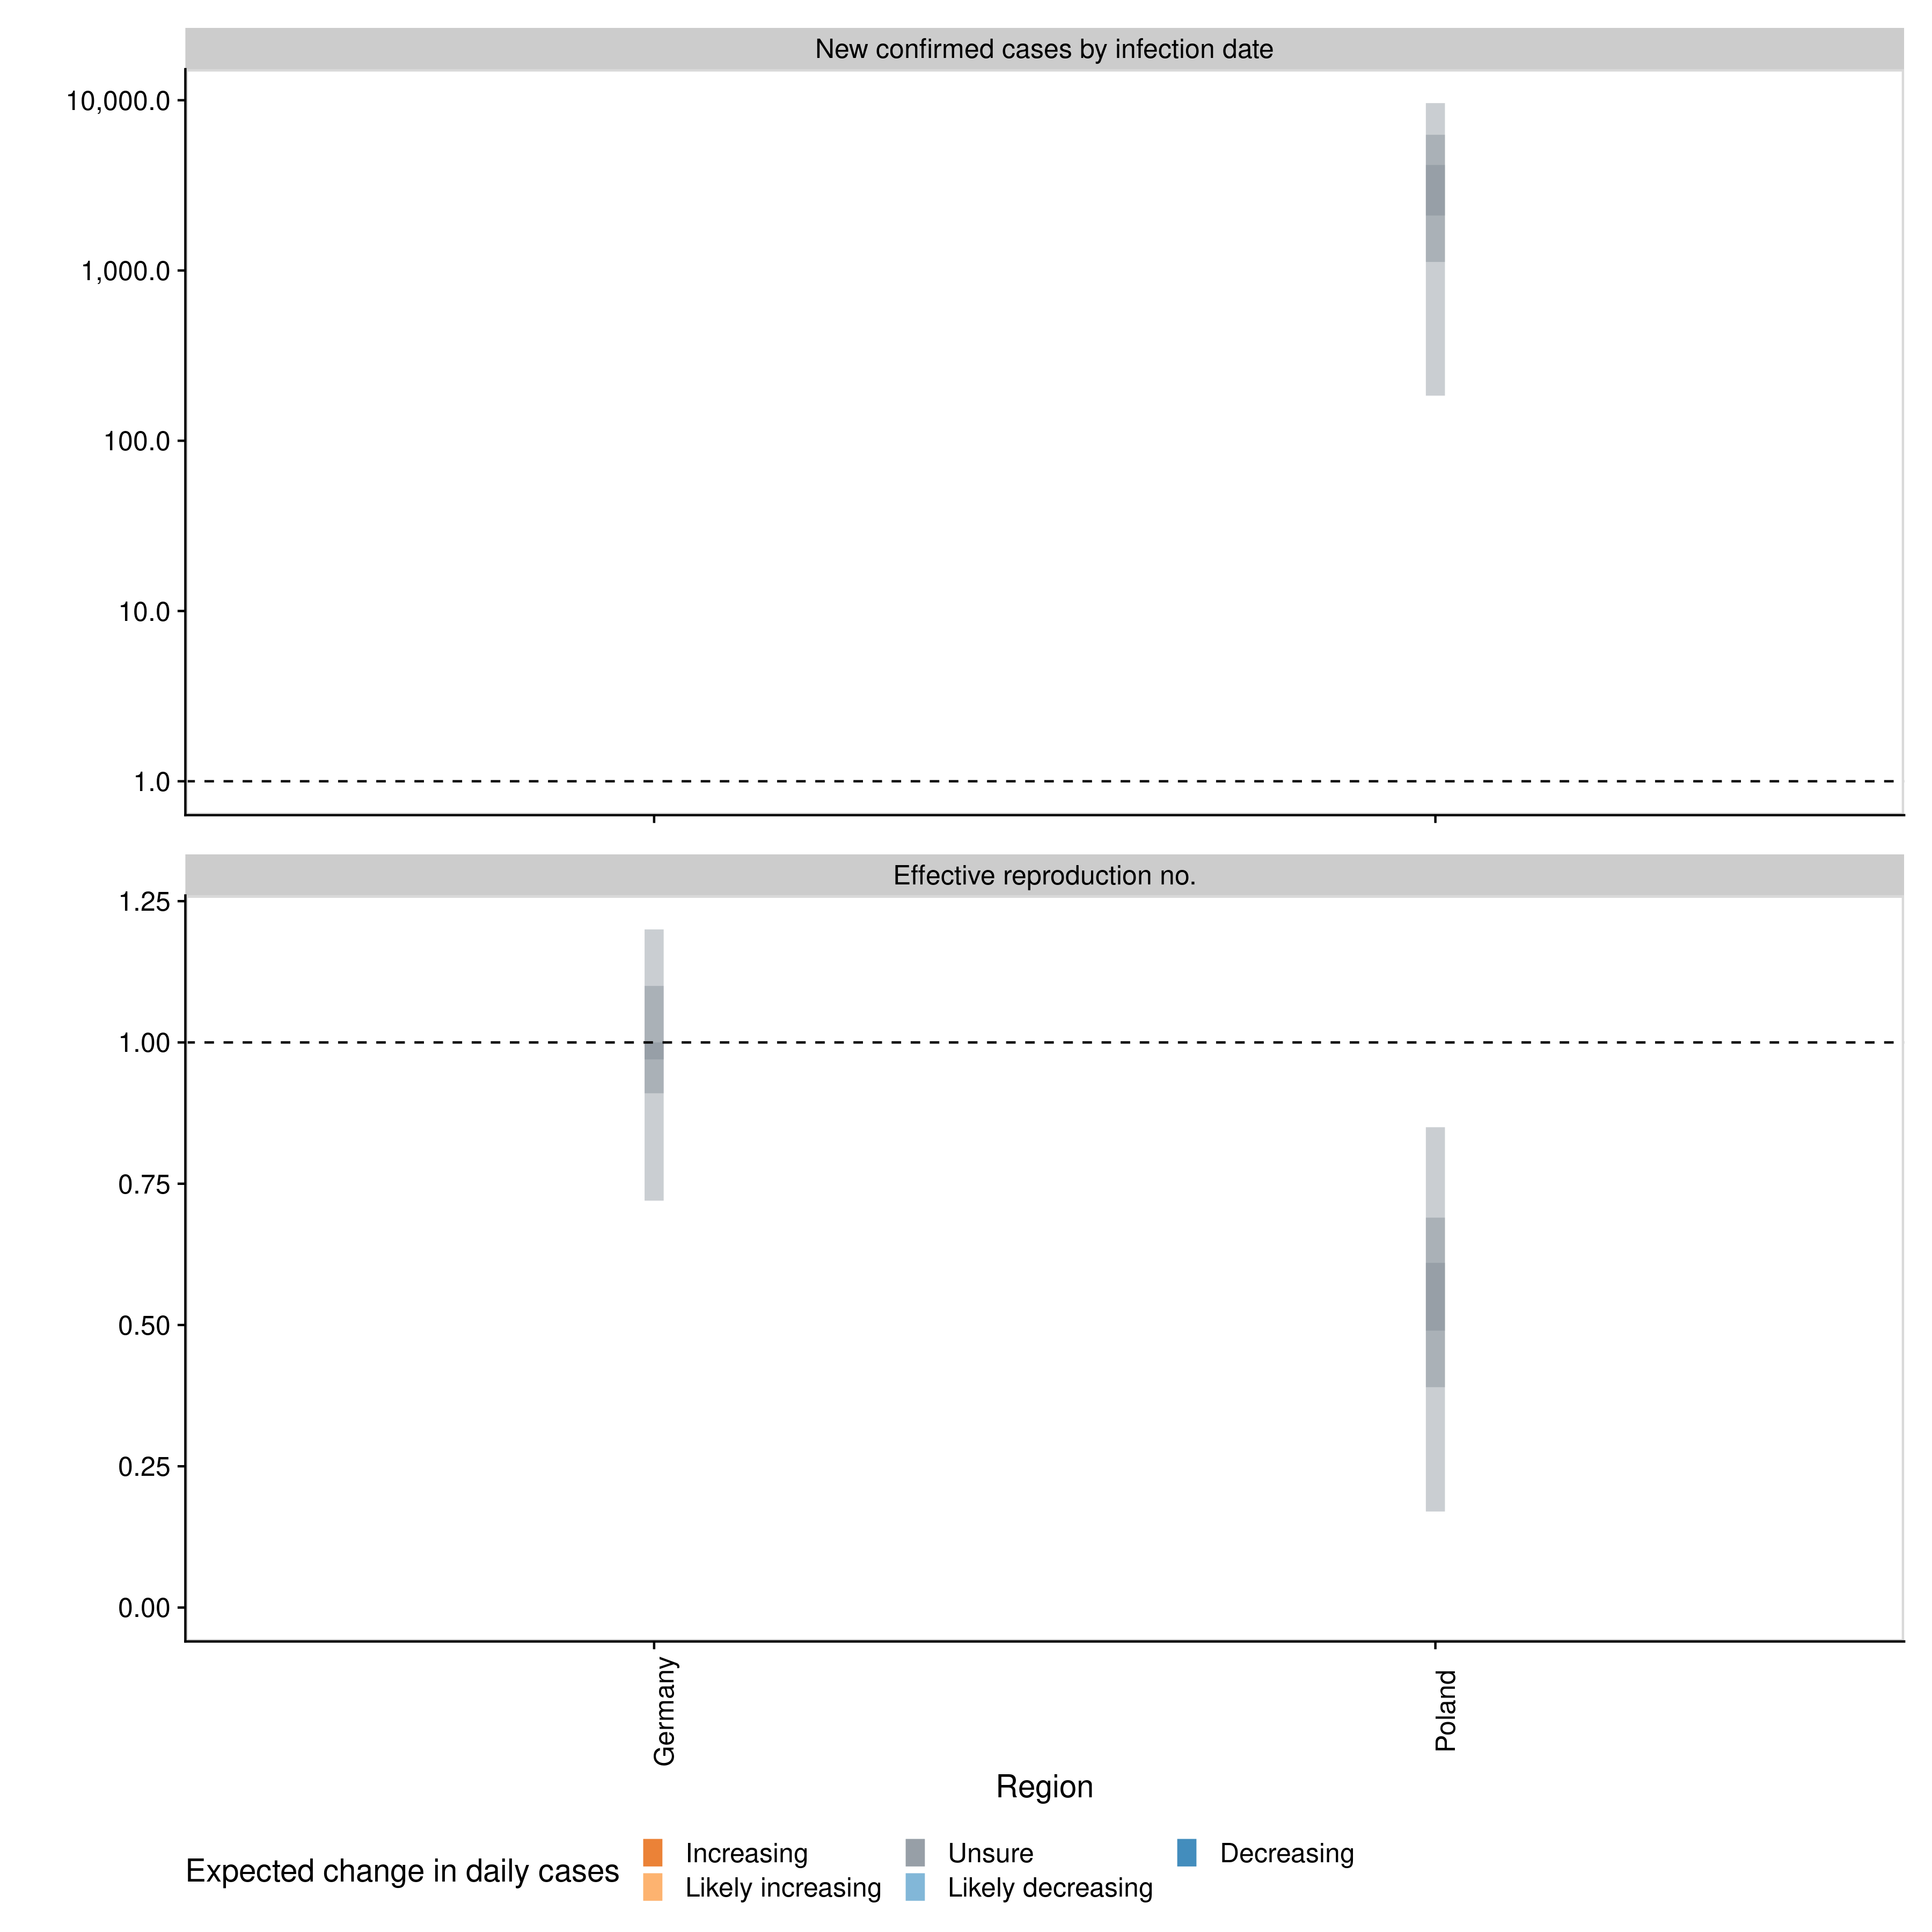 New confirmed cases by infection date
10,000.0
1,000.0
100.0
10.0
1.0
Effective reproduction no.
1.25
1.00
0.75
0.50
0.25
0.00
Germany
Poland
Region
Expected change in daily cases
Increasing
Unsure
Decreasing
Likely increasing
Likely decreasing